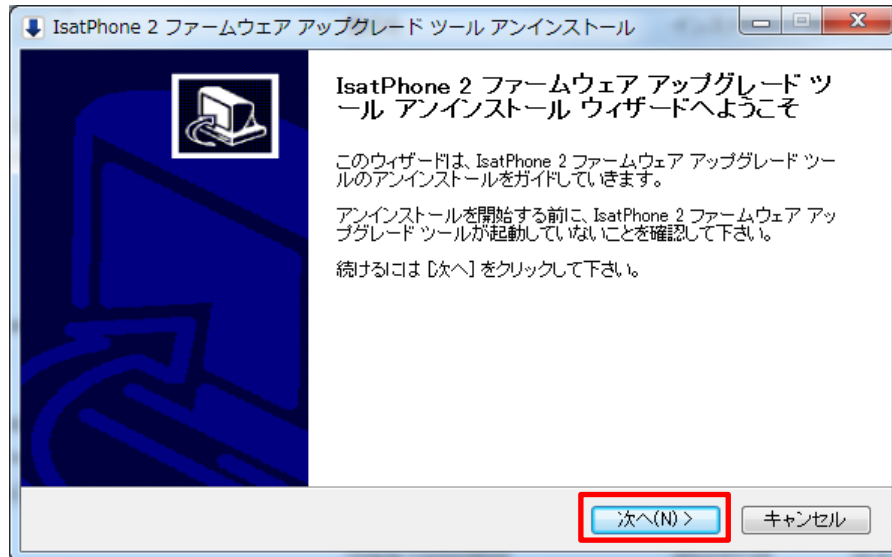 IsatPhone 2 ファームウェア アップグレード ツール アンインストール
IsatPhone 2 ファームウェア アップグレード ツ
ール アンインストール ウィザードへようこそ
このウィザードは、IsatPhone 2 ファームウェア アップグレード ツー
ルのアンインストールをガイドしていきます。
アンインストールを開始する前に、IsatPhone 2 ファームウェア アッ
プグレード ツールが起動していないことを確認して下さい。
続けるには [次へ] をクリックして下さい。
次へ(N) >
キャンセル